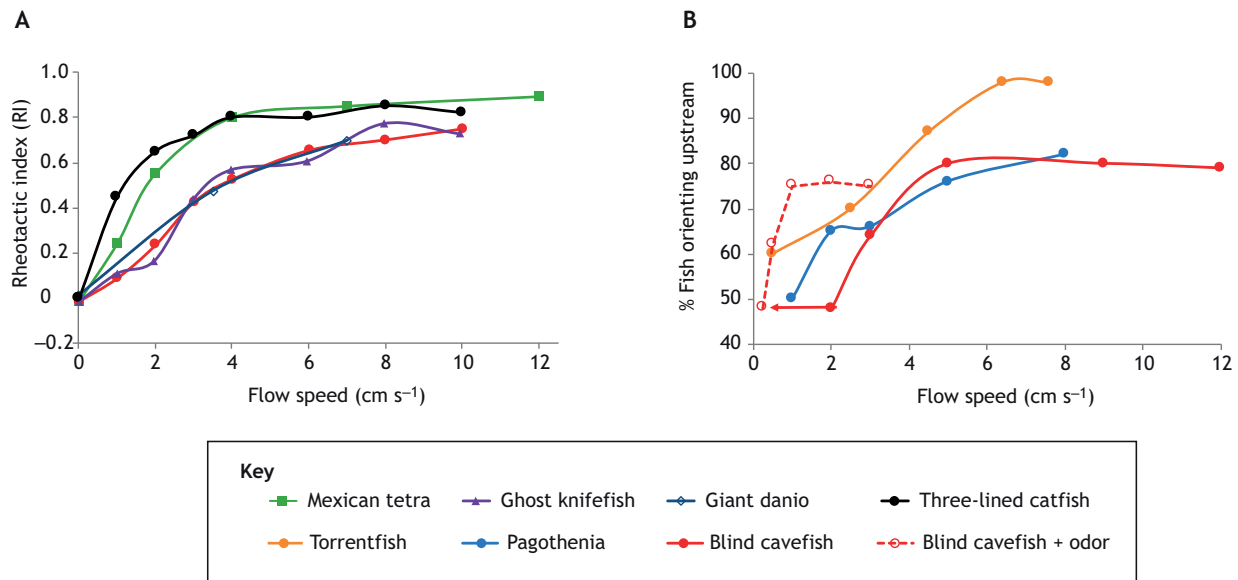 A
Rheotactic index (RI)
1.0
0.8
0.6
0.4
0.2
0
–0.2
0 2 4 6 8 10 12
Flow speed (cm s–1)
B
% Fish orienting upstream
100
90
80
70
60
50
40
0 2 4 6 8 10 12
Flow speed (cm s–1)
Key
Mexican tetra Ghost knifefish Giant danio Three-lined catfish
Torrentfish Pagothenia Blind cavefish Blind cavefish + odor